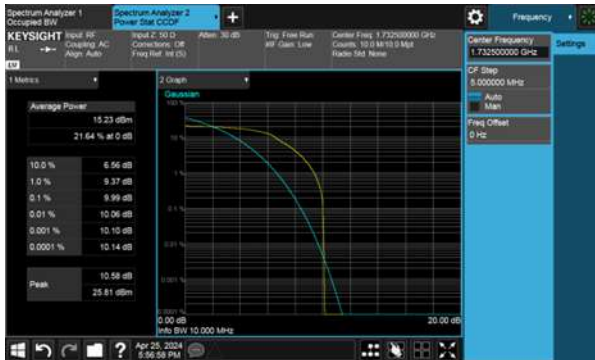 Spectrum Analyzer 1
Occupied BW
Spectrum Analyzer 2
Power Stat CCDF
Frequency
KEYSIGHT
R L
Input: RF
Coupling: AC
Align: Auto
Input Z: 50 Ω
Corrections: Off
Freq Ref: Int (S)
Atten: 30 dB
Trig: Free Run
#IF Gain: Low
Center Freq: 1.732500000 GHz
Counts: 10.0 M/10.0 Mpt
Radio Std: None
Center Frequency
1.732500000 GHz
Settings
CF Step
5.000000 MHz
Auto
Man
Freq Offset
0 Hz
1 Metrics
Average Power
15.23 dBm
21.64 % at 0 dB
10.0 % 6.56 dB
1.0 % 9.37 dB
0.1 % 9.99 dB
0.01 % 10.06 dB
0.001 % 10.10 dB
0.0001 % 10.14 dB
Peak
10.58 dB
25.81 dBm
2 Graph
Gaussian
100 %
10 %
1 %
0.1 %
0.01 %
0.001 %
0.0001 %
0.00 dB
20.00 dB
Info BW 10.000 MHz
Apr 25, 2024
5:56:58 PM